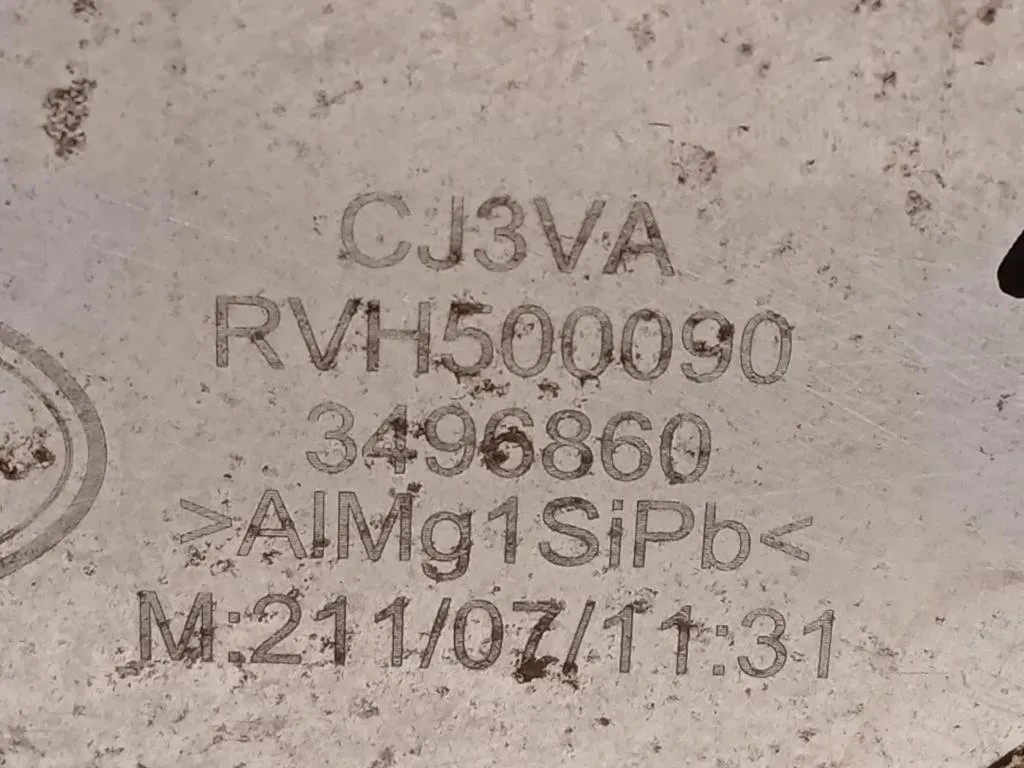 CJ3VA
RVH500090
3496860
>AlMg1SiPb<
M:211/07/11:31